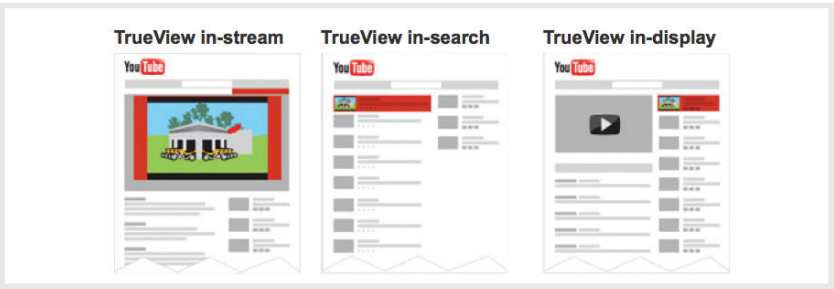 TrueView in-stream
TrueView in-search
TrueView in-display
YouTube
YouTube
YouTube